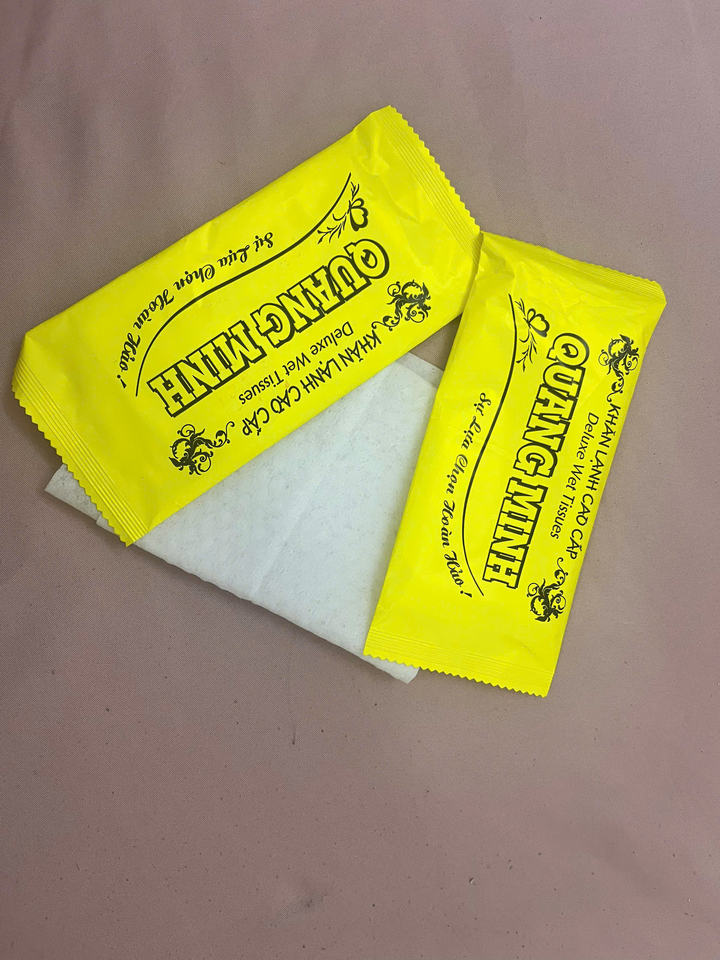 KHĂN LẠNH CAO CẤP
Deluxe Wet Tissues
QUANG MINH
Sự Lựa Chọn Hoàn Hảo !
KHĂN LẠNH CAO CẤP
Deluxe Wet Tissues
QUANG MINH
Sự Lựa Chọn Hoàn Hảo !